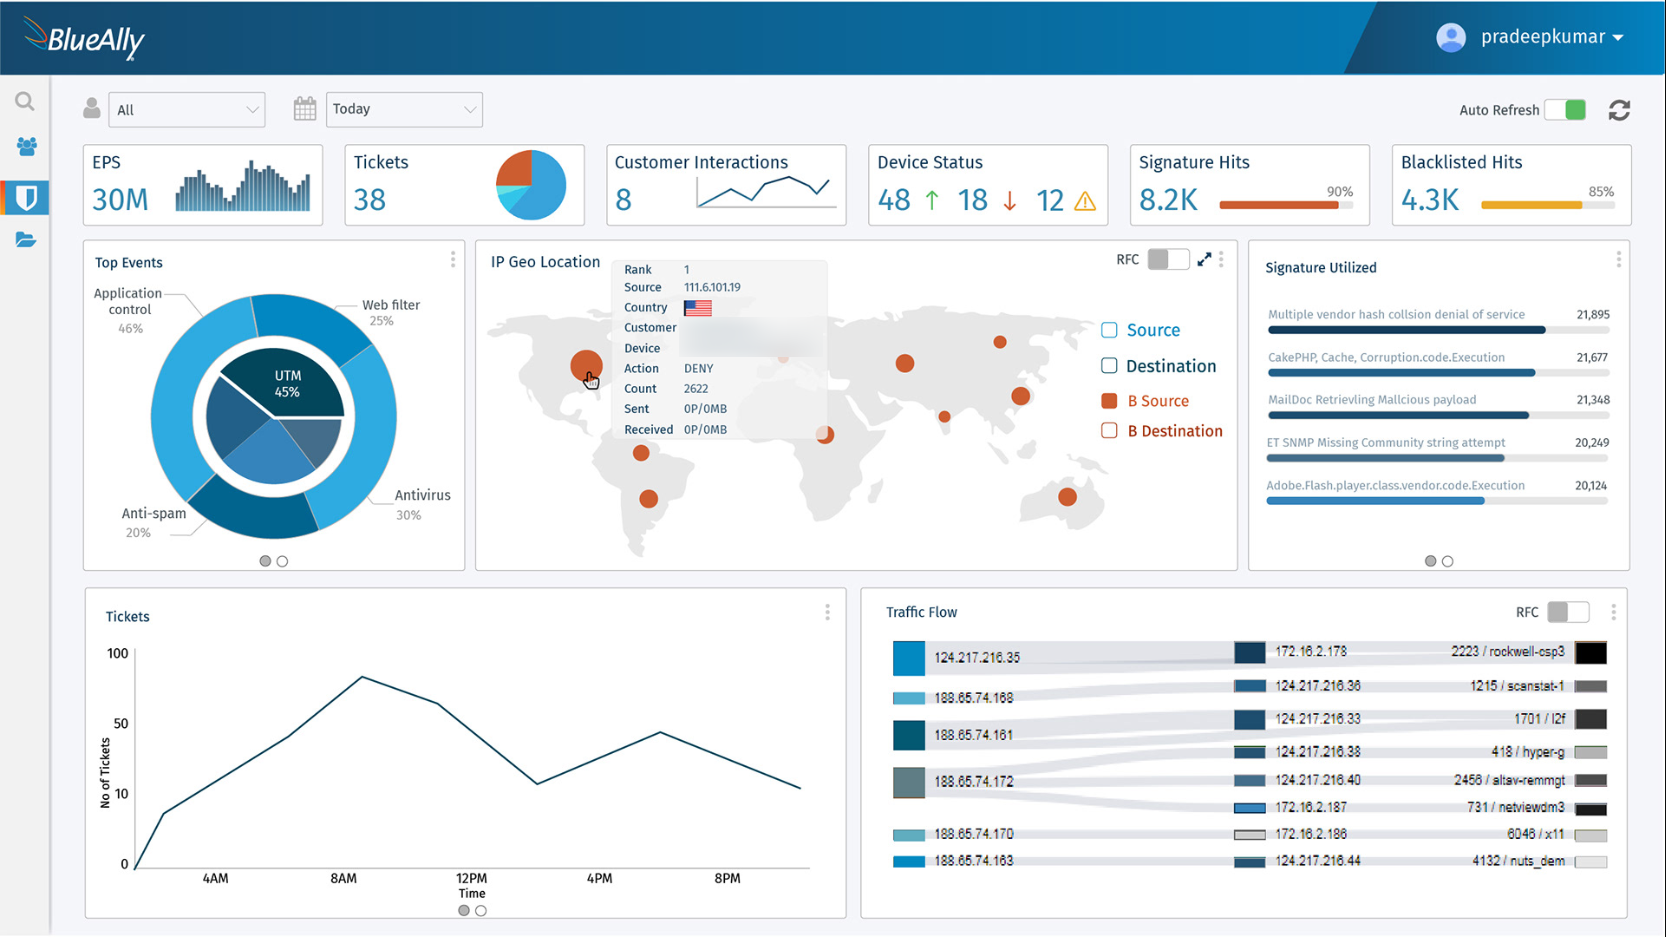 BlueAlly
pradeepkumar
All
Today
Auto Refresh
EPS
30M
Tickets
38
Customer Interactions
8
Device Status
48 18 12
Signature Hits
8.2K
90%
Blacklisted Hits
4.3K
85%
Top Events
Application
control
46%
Web filter
25%
UTM
45%
Antivirus
30%
Anti-spam
20%
IP Geo Location
RFC
Rank 1
Source 111.6.101.19
Country
Customer
Device
Action DENY
Count 2622
Sent 0P/0MB
Received 0P/0MB
Source
Destination
B Source
B Destination
Signature Utilized
Multiple vendor hash collsion denial of service 21,895
CakePHP, Cache, Corruption.code.Execution 21,677
MailDoc Retrievling Mallcious payload 21,348
ET SNMP Missing Community string attempt 20,249
Adobe.Flash.player.class.vendor.code.Execution 20,124
Tickets
No of Tickets
100
50
10
0
4AM 8AM 12PM 4PM 8PM
Time
Traffic Flow
RFC
124.217.216.35 172.16.2.178 2223 / rockwell-csp3
188.65.74.168 124.217.216.36 1215 / scanstat-1
188.65.74.161 124.217.216.33 1701 / l2f
124.217.216.38 418 / hyper-g
188.65.74.172 124.217.216.40 2456 / altav-remmgt
172.16.2.187 731 / netviewdm3
188.65.74.170 172.16.2.186 6046 / x11
188.65.74.163 124.217.216.44 4132 / nuts_dem